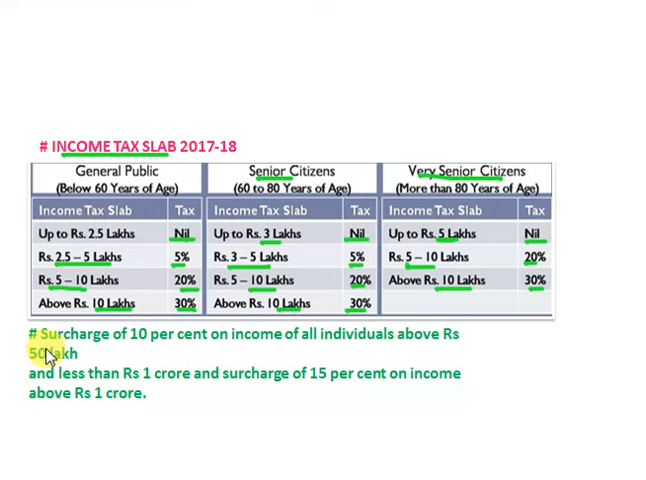 # INCOME TAX SLAB 2017-18
General Public Senior Citizens Very Senior Citizens
(Below 60 Years of Age) (60 to 80 Years of Age) (More than 80 Years of Age)
Income Tax Slab Tax Income Tax Slab Tax Income Tax Slab Tax
Up to Rs. 2.5 Lakhs Nil Up to Rs. 3 Lakhs Nil Up to Rs. 5 Lakhs Nil
Rs. 2.5 – 5 Lakhs 5% Rs. 3 – 5 Lakhs 5% Rs. 5 – 10 Lakhs 20%
Rs. 5 – 10 Lakhs 20% Rs. 5 – 10 Lakhs 20% Above Rs. 10 Lakhs 30%
Above Rs. 10 Lakhs 30% Above Rs. 10 Lakhs 30%
# Surcharge of 10 per cent on income of all individuals above Rs
50 lakh
and less than Rs 1 crore and surcharge of 15 per cent on income
above Rs 1 crore.